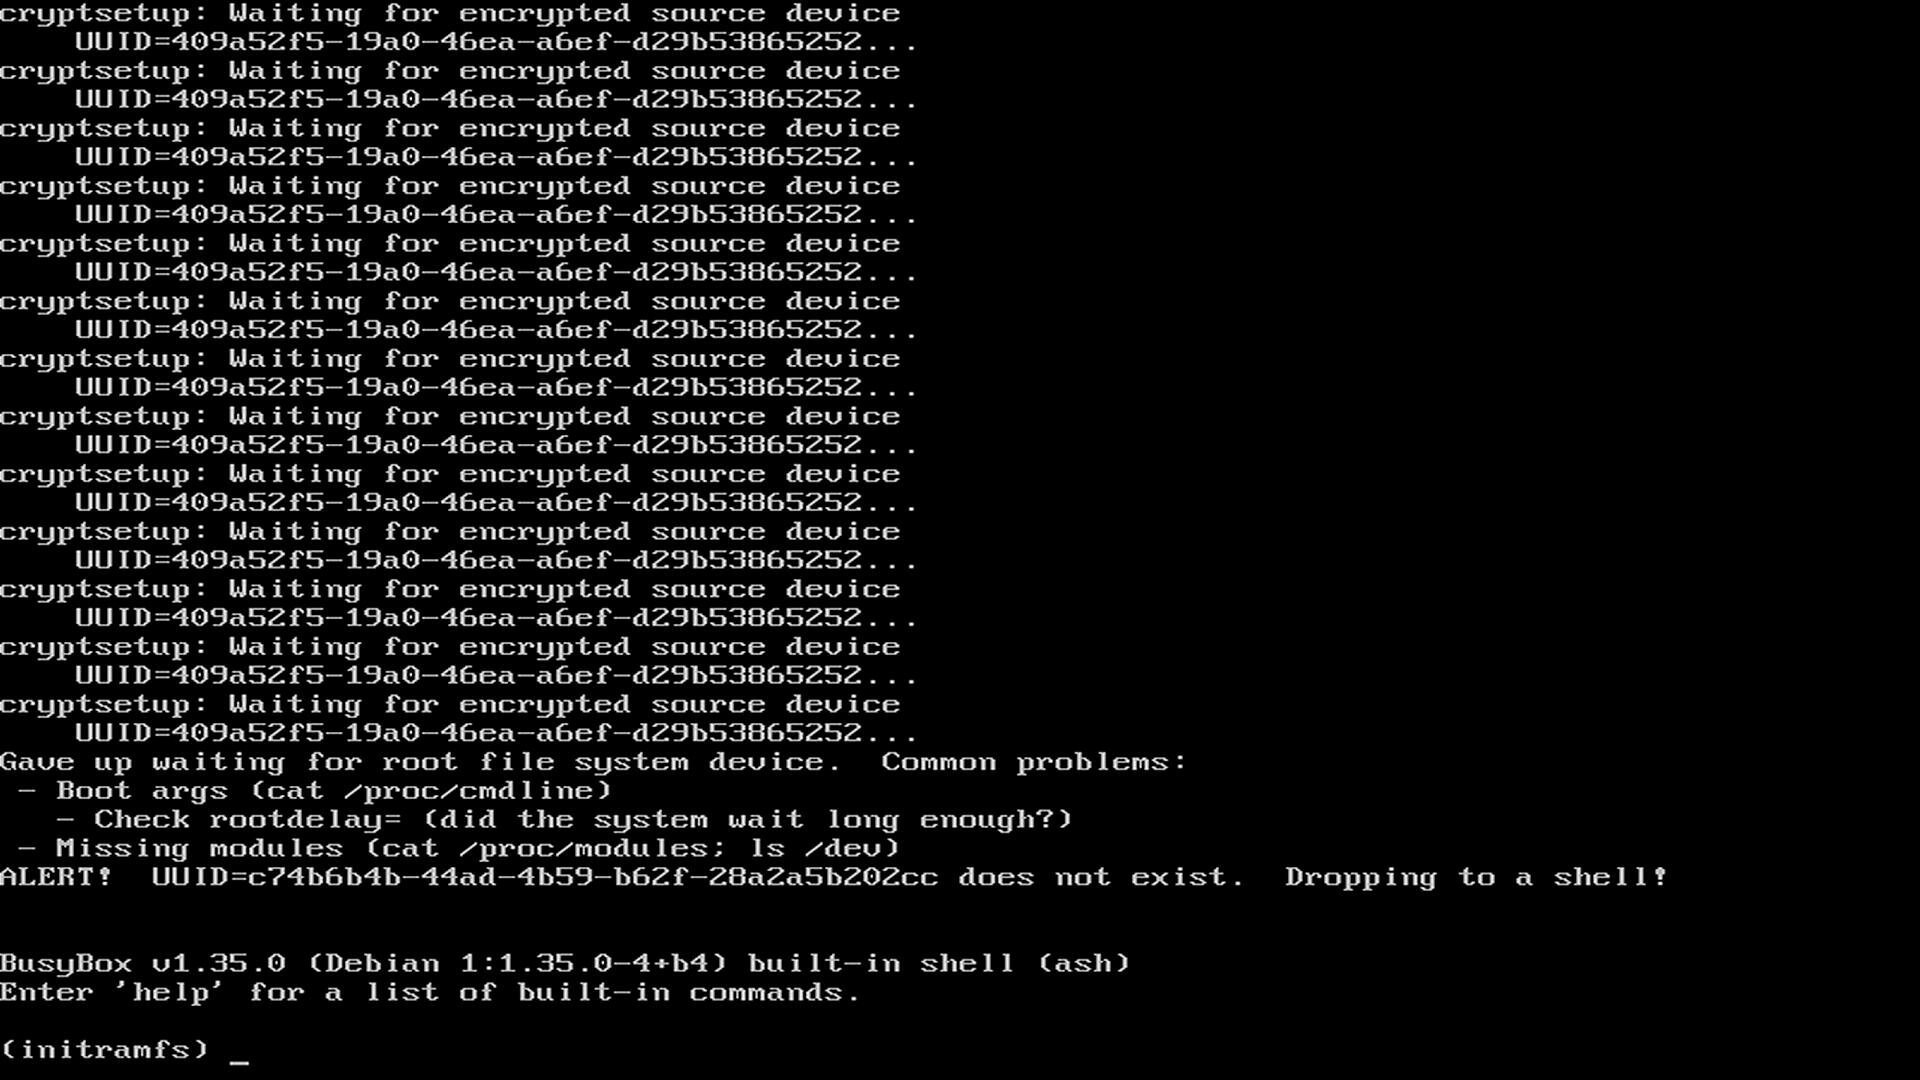 cryptsetup: Waiting for encrypted source device
UUID=409a52f5-19a0-46ea-a6ef-d29b53865252...
cryptsetup: Waiting for encrypted source device
UUID=409a52f5-19a0-46ea-a6ef-d29b53865252...
cryptsetup: Waiting for encrypted source device
UUID=409a52f5-19a0-46ea-a6ef-d29b53865252...
cryptsetup: Waiting for encrypted source device
UUID=409a52f5-19a0-46ea-a6ef-d29b53865252...
cryptsetup: Waiting for encrypted source device
UUID=409a52f5-19a0-46ea-a6ef-d29b53865252...
cryptsetup: Waiting for encrypted source device
UUID=409a52f5-19a0-46ea-a6ef-d29b53865252...
cryptsetup: Waiting for encrypted source device
UUID=409a52f5-19a0-46ea-a6ef-d29b53865252...
cryptsetup: Waiting for encrypted source device
UUID=409a52f5-19a0-46ea-a6ef-d29b53865252...
cryptsetup: Waiting for encrypted source device
UUID=409a52f5-19a0-46ea-a6ef-d29b53865252...
cryptsetup: Waiting for encrypted source device
UUID=409a52f5-19a0-46ea-a6ef-d29b53865252...
cryptsetup: Waiting for encrypted source device
UUID=409a52f5-19a0-46ea-a6ef-d29b53865252...
cryptsetup: Waiting for encrypted source device
UUID=409a52f5-19a0-46ea-a6ef-d29b53865252...
cryptsetup: Waiting for encrypted source device
UUID=409a52f5-19a0-46ea-a6ef-d29b53865252...
Gave up waiting for root file system device.  Common problems:
- Boot args (cat /proc/cmdline)
- Check rootdelay= (did the system wait long enough?)
- Missing modules (cat /proc/modules; ls /dev)
ALERT!  UUID=c74b6b4b-44ad-4b59-b62f-28a2a5b202cc does not exist.  Dropping to a shell!
BusyBox v1.35.0 (Debian 1:1.35.0-4+b4) built-in shell (ash)
Enter 'help' for a list of built-in commands.
(initramfs) _